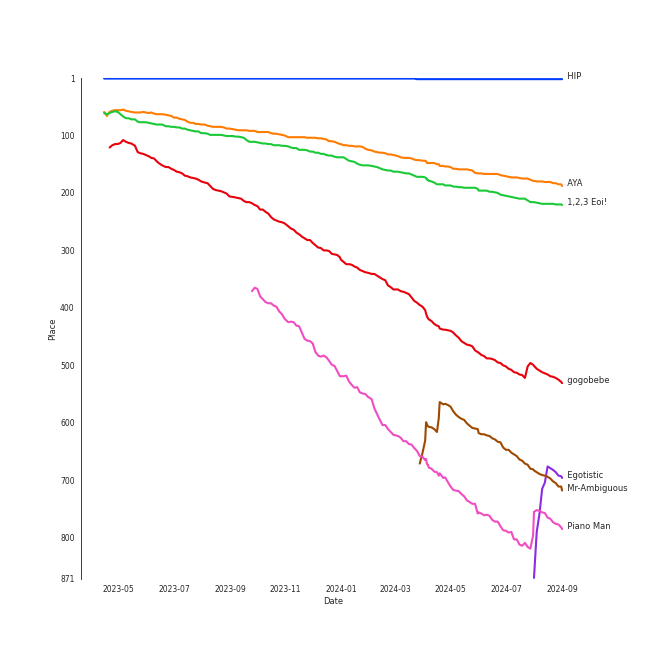 1
100
200
300
400
500
600
700
800
871
Place
2023-05
2023-07
2023-09
2023-11
2024-01
2024-03
2024-05
2024-07
2024-09
Date
HIP
AYA
1,2,3 Eoi!
gogobebe
Egotistic
Mr-Ambiguous
Piano Man